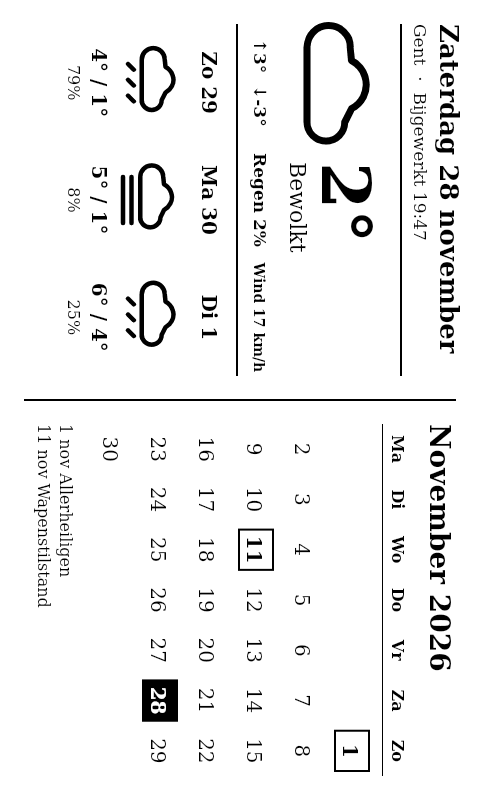 Zaterdag 28 november
Gent · Bijgewerkt 19:47
2°
Bewolkt
↑3° ↓-3° Regen 2% Wind 17 km/h
Zo 29 Ma 30 Di 1
4° / 1° 5° / 1° 6° / 4°
79% 8% 25%
November 2026
Ma Di Wo Do Vr Za Zo
1
2 3 4 5 6 7 8
9 10 11 12 13 14 15
16 17 18 19 20 21 22
23 24 25 26 27 28 29
30
1 nov Allerheiligen
11 nov Wapenstilstand